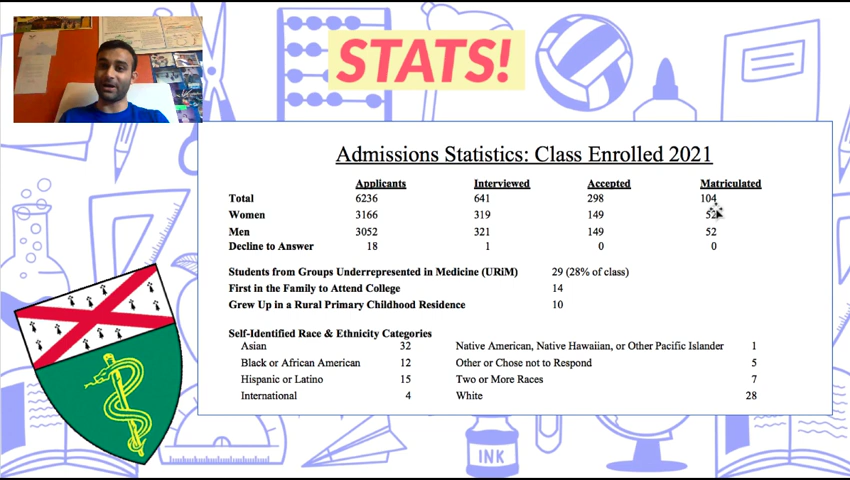 STATS!
Admissions Statistics: Class Enrolled 2021
Applicants Interviewed Accepted Matriculated
Total 6236 641 298 104
Women 3166 319 149 52
Men 3052 321 149 52
Decline to Answer 18 1 0 0
Students from Groups Underrepresented in Medicine (URiM) 29 (28% of class)
First in the Family to Attend College 14
Grew Up in a Rural Primary Childhood Residence 10
Self-Identified Race & Ethnicity Categories
Asian 32 Native American, Native Hawaiian, or Other Pacific Islander 1
Black or African American 12 Other or Chose not to Respond 5
Hispanic or Latino 15 Two or More Races 7
International 4 White 28
INK